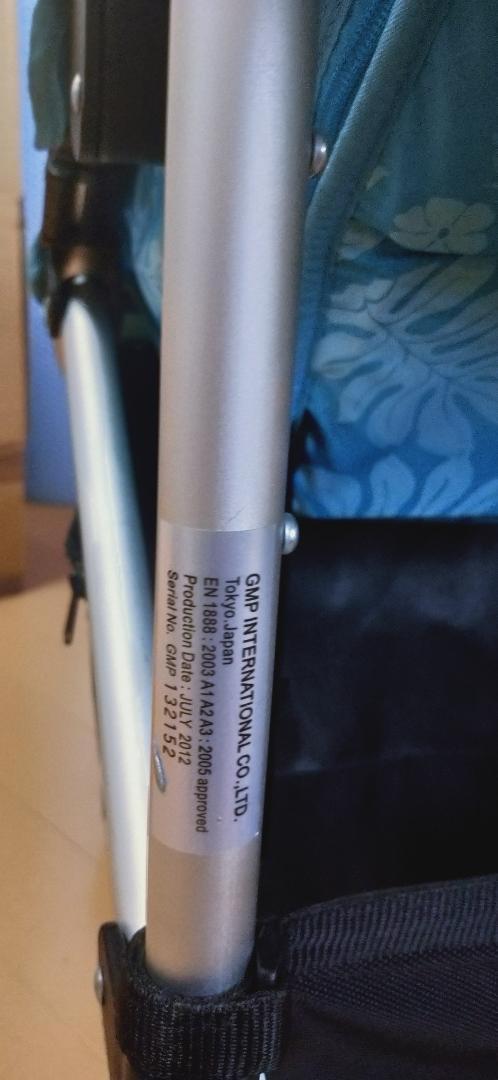 GMP INTERNATIONAL CO.,LTD.
Tokyo.Japan
EN 1888 : 2003 A1 A2 A3 : 2005 approved
Production Date : JULY 2012
Serial No. GMP 132152